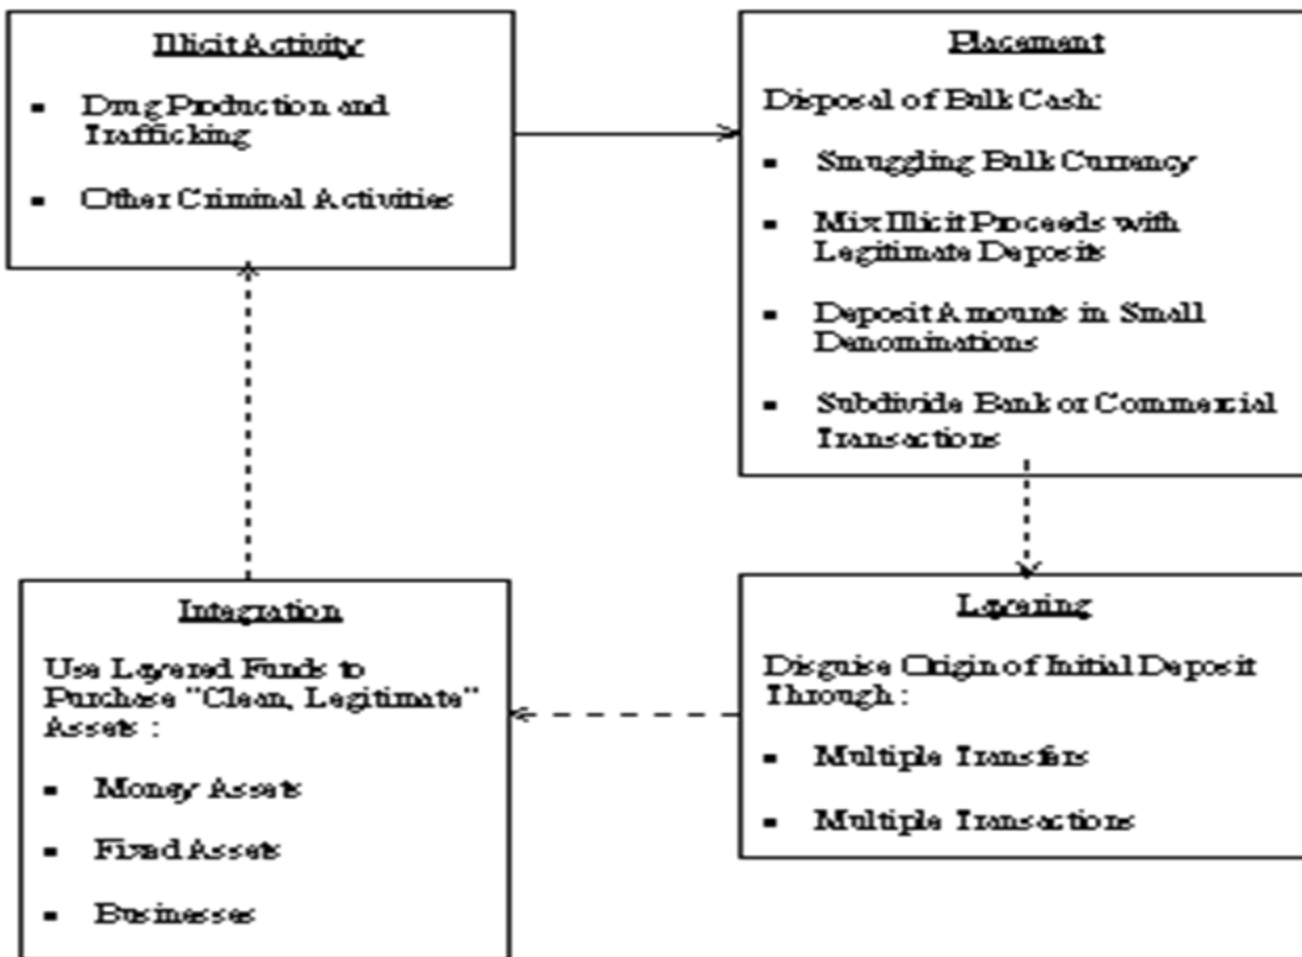 Illicit Activity
▪ Drug Production and
Trafficking
▪ Other Criminal Activities
Placement
Disposal of Bulk Cash:
▪ Smuggling Bulk Currency
▪ Mix Illicit Proceeds with
Legitimate Deposits
▪ Deposit Amounts in Small
Denominations
▪ Subdivide Bank or Commercial
Transactions
Layering
Disguise Origin of Initial Deposit
Through :
▪ Multiple Transfers
▪ Multiple Transactions
Integration
Use Layered Funds to
Purchase "Clean, Legitimate"
Assets :
▪ Money Assets
▪ Fixed Assets
▪ Businesses